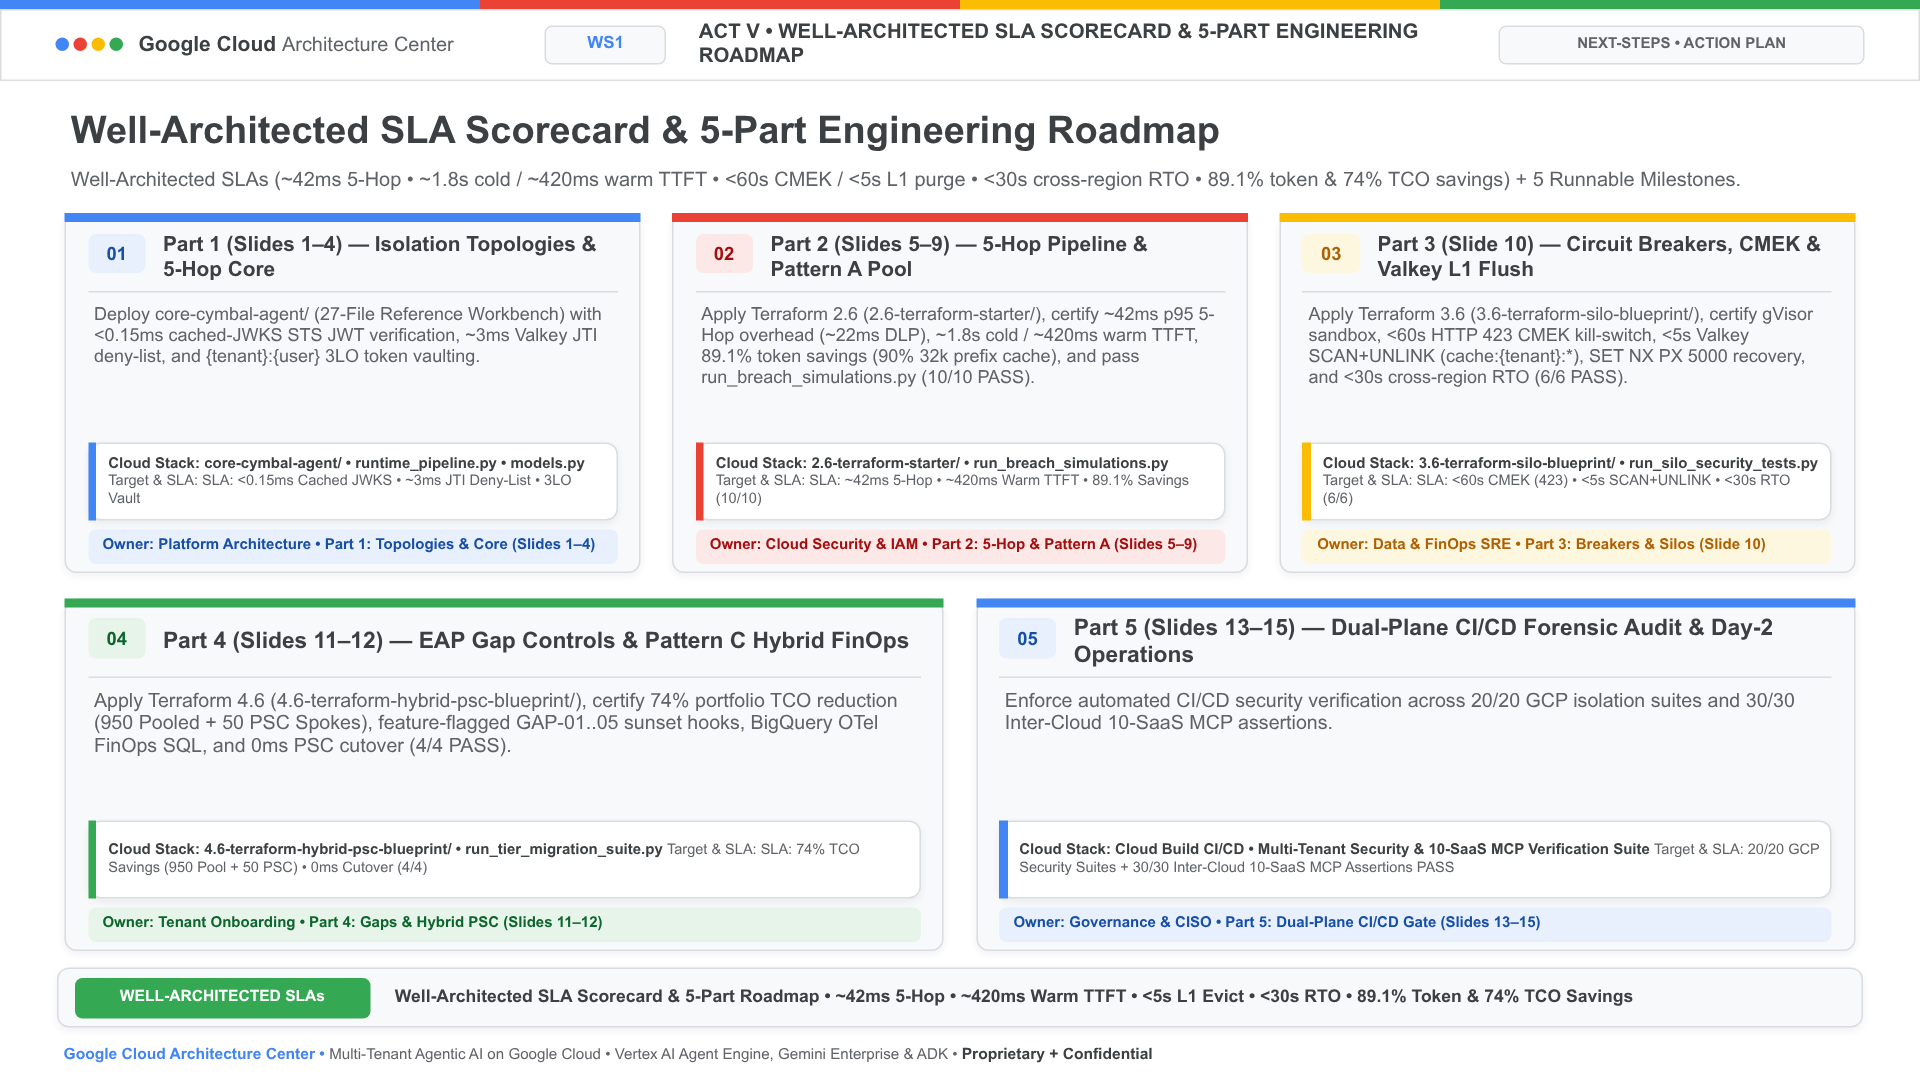 Google Cloud Architecture Center
WS1
ACT V • WELL-ARCHITECTED SLA SCORECARD & 5-PART ENGINEERING
ROADMAP
NEXT-STEPS • ACTION PLAN
Well-Architected SLA Scorecard & 5-Part Engineering Roadmap
Well-Architected SLAs (~42ms 5-Hop • ~1.8s cold / ~420ms warm TTFT • <60s CMEK / <5s L1 purge • <30s cross-region RTO • 89.1% token & 74% TCO savings) + 5 Runnable Milestones.
01
Part 1 (Slides 1–4) — Isolation Topologies &
5-Hop Core
Deploy core-cymbal-agent/ (27-File Reference Workbench) with
<0.15ms cached-JWKS STS JWT verification, ~3ms Valkey JTI
deny-list, and {tenant}:{user} 3LO token vaulting.
Cloud Stack: core-cymbal-agent/ • runtime_pipeline.py • models.py
Target & SLA: SLA: <0.15ms Cached JWKS • ~3ms JTI Deny-List • 3LO
Vault
Owner: Platform Architecture • Part 1: Topologies & Core (Slides 1–4)
02
Part 2 (Slides 5–9) — 5-Hop Pipeline &
Pattern A Pool
Apply Terraform 2.6 (2.6-terraform-starter/), certify ~42ms p95 5-
Hop overhead (~22ms DLP), ~1.8s cold / ~420ms warm TTFT,
89.1% token savings (90% 32k prefix cache), and pass
run_breach_simulations.py (10/10 PASS).
Cloud Stack: 2.6-terraform-starter/ • run_breach_simulations.py
Target & SLA: SLA: ~42ms 5-Hop • ~420ms Warm TTFT • 89.1% Savings
(10/10)
Owner: Cloud Security & IAM • Part 2: 5-Hop & Pattern A (Slides 5–9)
03
Part 3 (Slide 10) — Circuit Breakers, CMEK &
Valkey L1 Flush
Apply Terraform 3.6 (3.6-terraform-silo-blueprint/), certify gVisor
sandbox, <60s HTTP 423 CMEK kill-switch, <5s Valkey
SCAN+UNLINK (cache:{tenant}:*), SET NX PX 5000 recovery,
and <30s cross-region RTO (6/6 PASS).
Cloud Stack: 3.6-terraform-silo-blueprint/ • run_silo_security_tests.py
Target & SLA: SLA: <60s CMEK (423) • <5s SCAN+UNLINK • <30s RTO
(6/6)
Owner: Data & FinOps SRE • Part 3: Breakers & Silos (Slide 10)
04
Part 4 (Slides 11–12) — EAP Gap Controls & Pattern C Hybrid FinOps
Apply Terraform 4.6 (4.6-terraform-hybrid-psc-blueprint/), certify 74% portfolio TCO reduction
(950 Pooled + 50 PSC Spokes), feature-flagged GAP-01..05 sunset hooks, BigQuery OTel
FinOps SQL, and 0ms PSC cutover (4/4 PASS).
Cloud Stack: 4.6-terraform-hybrid-psc-blueprint/ • run_tier_migration_suite.py Target & SLA: SLA: 74% TCO
Savings (950 Pool + 50 PSC) • 0ms Cutover (4/4)
Owner: Tenant Onboarding • Part 4: Gaps & Hybrid PSC (Slides 11–12)
05
Part 5 (Slides 13–15) — Dual-Plane CI/CD Forensic Audit & Day-2
Operations
Enforce automated CI/CD security verification across 20/20 GCP isolation suites and 30/30
Inter-Cloud 10-SaaS MCP assertions.
Cloud Stack: Cloud Build CI/CD • Multi-Tenant Security & 10-SaaS MCP Verification Suite Target & SLA: 20/20 GCP
Security Suites + 30/30 Inter-Cloud 10-SaaS MCP Assertions PASS
Owner: Governance & CISO • Part 5: Dual-Plane CI/CD Gate (Slides 13–15)
WELL-ARCHITECTED SLAs
Well-Architected SLA Scorecard & 5-Part Roadmap • ~42ms 5-Hop • ~420ms Warm TTFT • <5s L1 Evict • <30s RTO • 89.1% Token & 74% TCO Savings
Google Cloud Architecture Center • Multi-Tenant Agentic AI on Google Cloud • Vertex AI Agent Engine, Gemini Enterprise & ADK • Proprietary + Confidential